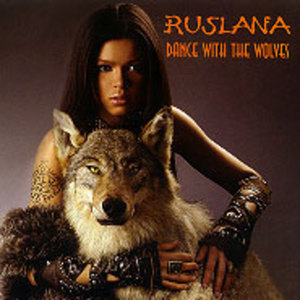 RUSLANA
DANCE WITH THE WOLVES